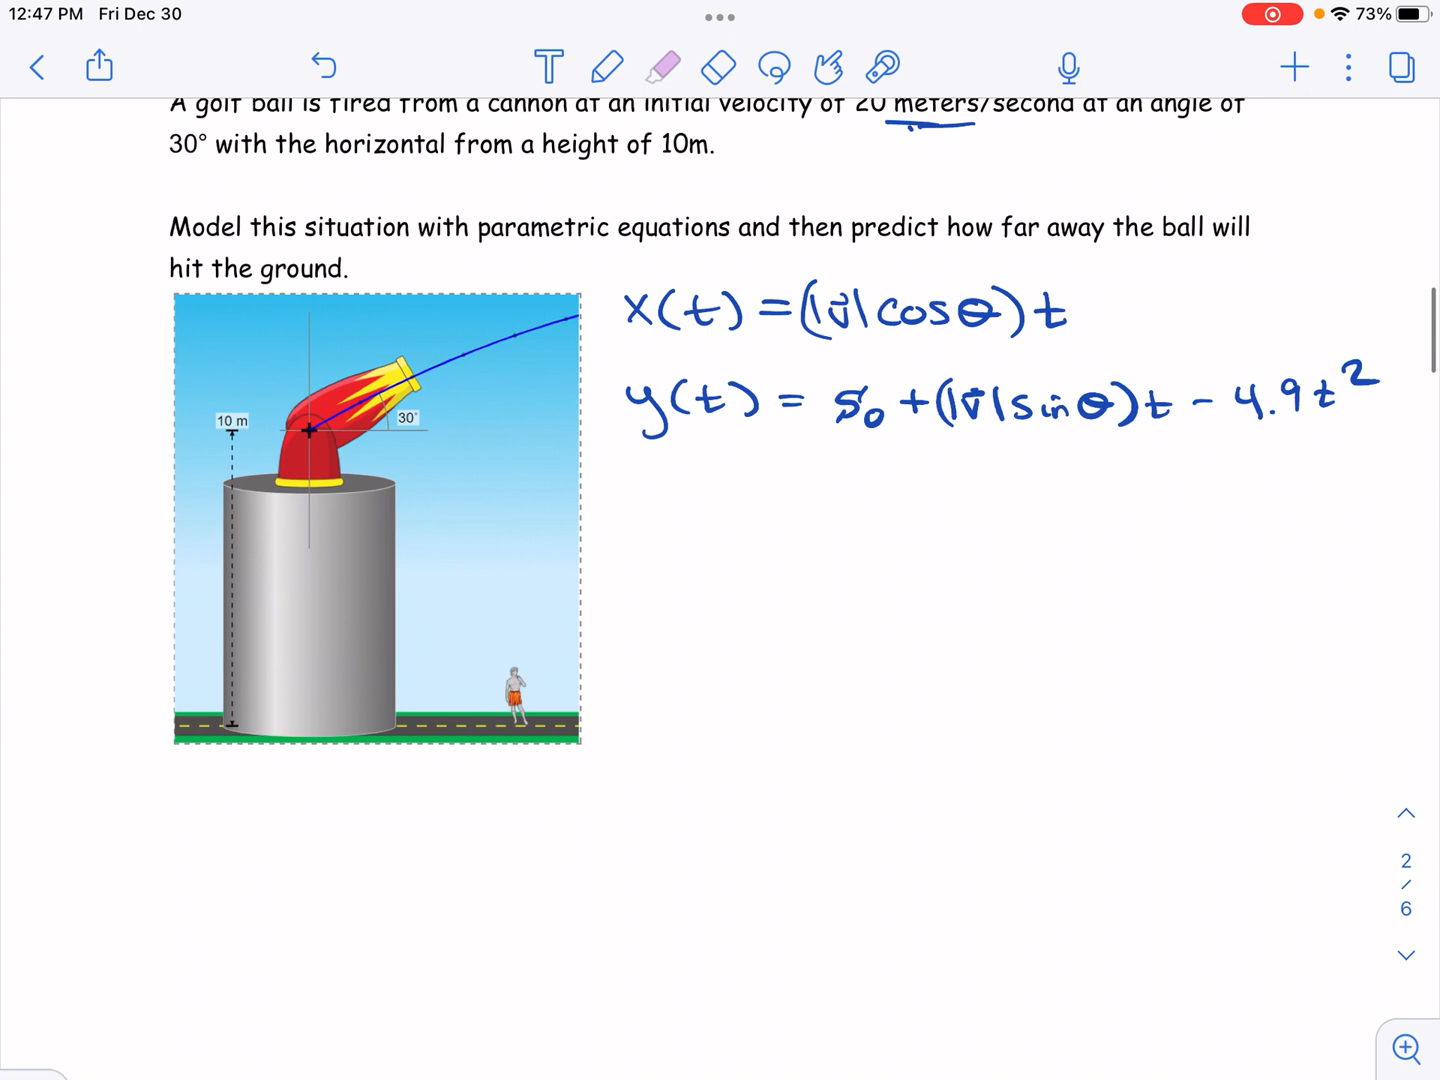 12:47 PM Fri Dec 30
73%
T
A golf ball is fired from a cannon at an initial velocity of 20 meters/second at an angle of
30° with the horizontal from a height of 10m.
Model this situation with parametric equations and then predict how far away the ball will
hit the ground.
x(t) = (|v⃗| cos θ) t
y(t) = s₀ + (|v⃗| sin θ) t - 4.9t²
10 m
30°
2
/
6